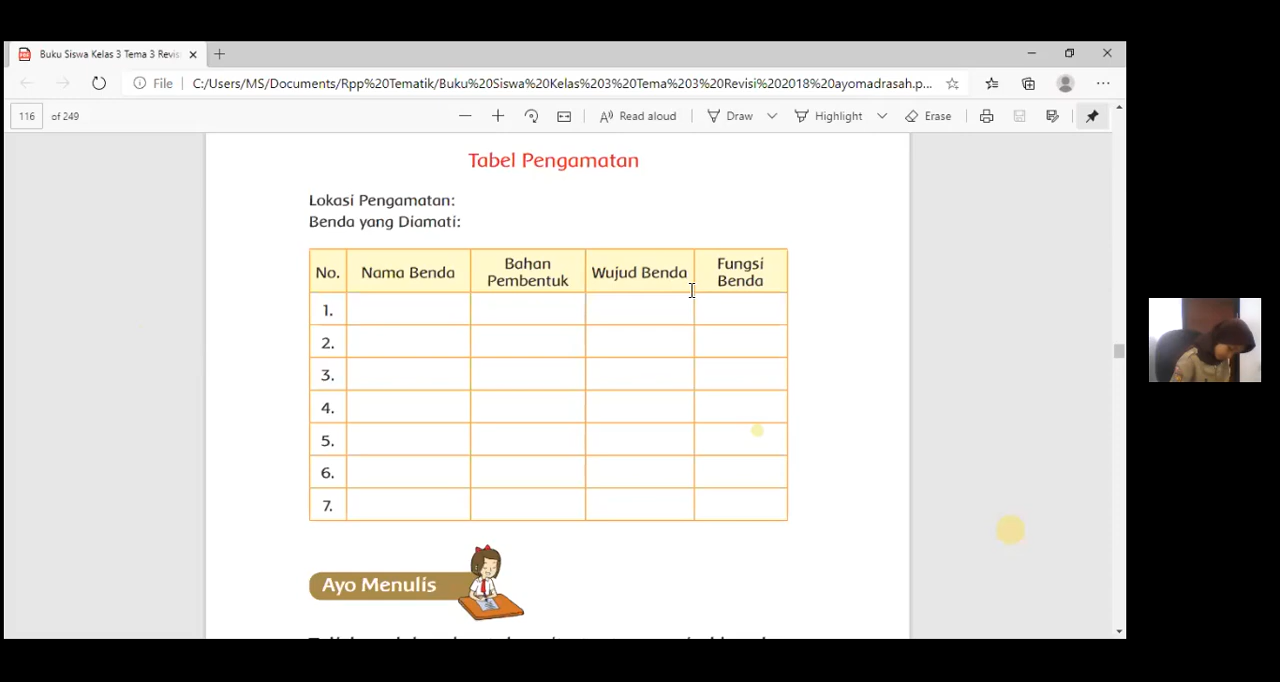 Buku Siswa Kelas 3 Tema 3 Revis
File C:/Users/MS/Documents/Rpp%20Tematik/Buku%20Siswa%20Kelas%203%20Tema%203%20Revisi%202018%20ayomadrasah.p...
116 of 249 Read aloud Draw Highlight Erase
Tabel Pengamatan
Lokasi Pengamatan:
Benda yang Diamati:
No. Nama Benda Bahan Pembentuk Wujud Benda Fungsi Benda
1.
2.
3.
4.
5.
6.
7.
Ayo Menulis